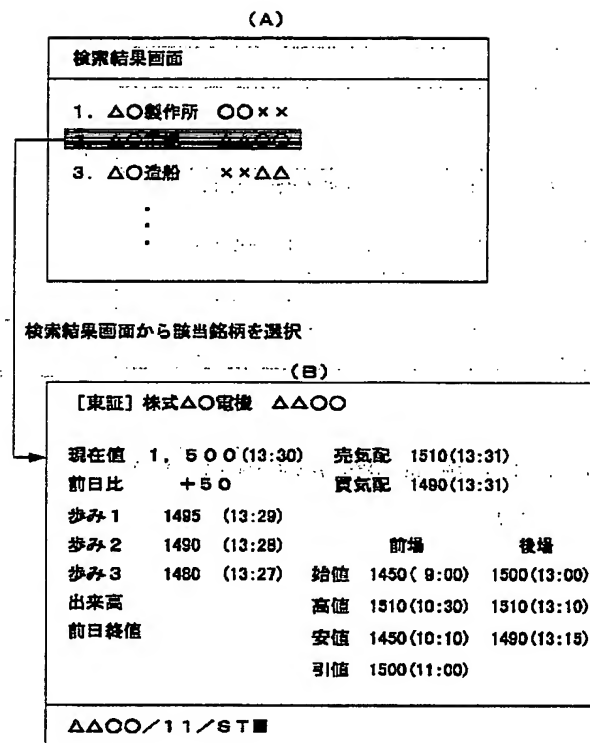 (A)
検索結果画面
1. △○製作所 ○○××
3. △○造船 ××△△
検索結果画面から該当銘柄を選択
(B)
[東証] 株式△○電機 △△○○
現在値 1,500(13:30) 売気配 1510(13:31)
前日比 +50 買気配 1490(13:31)
歩み1 1495 (13:29)
歩み2 1490 (13:28) 前場 後場
歩み3 1480 (13:27) 始値 1450( 9:00) 1500(13:00)
出来高 高値 1510(10:30) 1510(13:10)
前日終値 安値 1450(10:10) 1490(13:15)
引値 1500(11:00)
△△○○/11/ST■